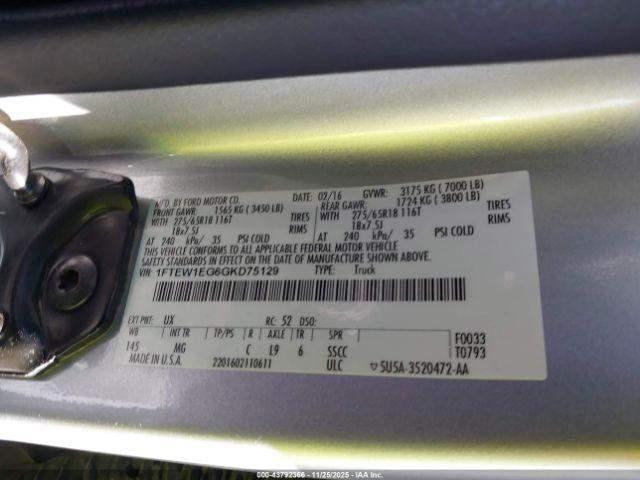 MFD. BY FORD MOTOR CO. DATE: 02/16 GVWR: 3175 KG ( 7000 LB)
FRONT GAWR: 1565 KG ( 3450 LB) REAR GAWR: 1724 KG ( 3800 LB)
275/65R18 116T TIRES WITH 275/65R18 116T TIRES
18x7.5J RIMS 18x7.5J RIMS
AT 240 kPa/ 35 PSI COLD AT 240 kPa/ 35 PSI COLD
THIS VEHICLE CONFORMS TO ALL APPLICABLE FEDERAL MOTOR VEHICLE
SAFETY STANDARDS IN EFFECT ON THE DATE OF MANUFACTURE SHOWN ABOVE.
VIN: 1FTEW1EG6GKD75129 TYPE: Truck
EXT PNT: UX RC: 52 DSO:
WB INT TR TP/PS R AXLE TR SPR F0033
145 MG C L9 6 SSCC T0793
MADE IN U.S.A. 2201602110611 ULC 5U5A-3520472-AA
000-43792366 - 11/25/2025 - IAA Inc.